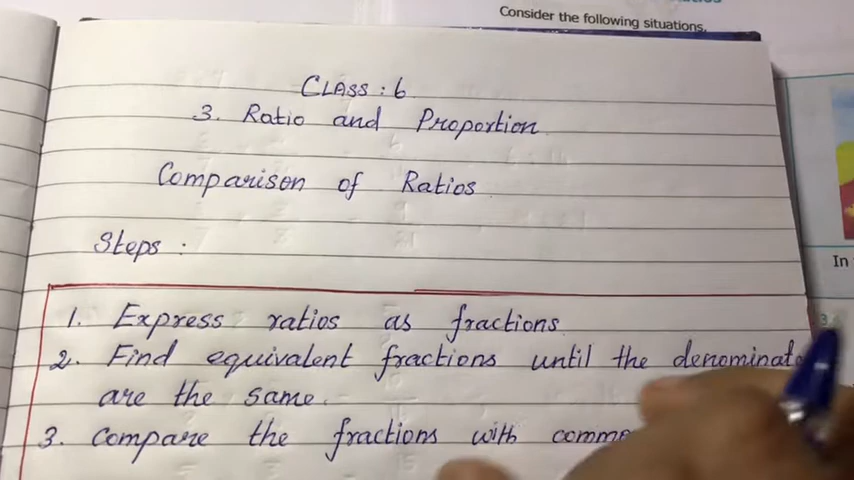 Consider the following situations.
CLASS : 6
3. Ratio and Proportion
Comparison of Ratios
Steps :
1. Express ratios as fractions.
2. Find equivalent fractions until the
are the same.
3. Compare the fractions with
In